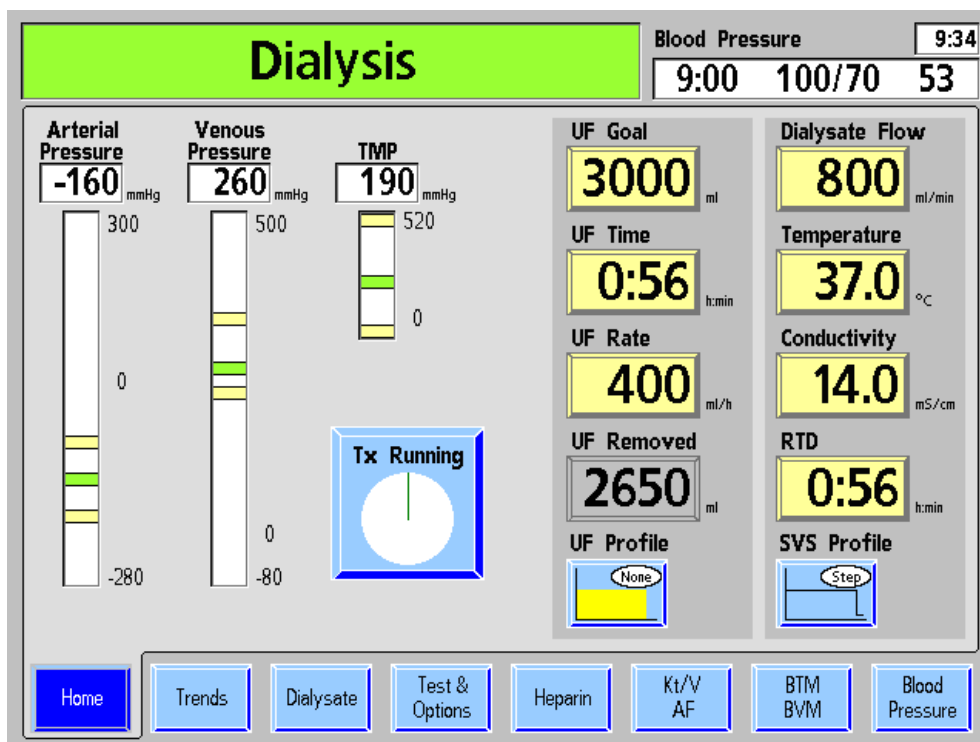 Dialysis
Blood Pressure 9:34
9:00 100/70 53
Arterial Pressure
-160 mmHg
300
0
-280
Venous Pressure
260 mmHg
500
0
-80
TMP
190 mmHg
520
0
Tx Running
UF Goal
3000 ml
UF Time
0:56 h:min
UF Rate
400 ml/h
UF Removed
2650 ml
UF Profile
None
Dialysate Flow
800 ml/min
Temperature
37.0 °C
Conductivity
14.0 mS/cm
RTD
0:56 h:min
SVS Profile
Step
Home
Trends
Dialysate
Test &
Options
Heparin
Kt/V
AF
BTM
BVM
Blood
Pressure